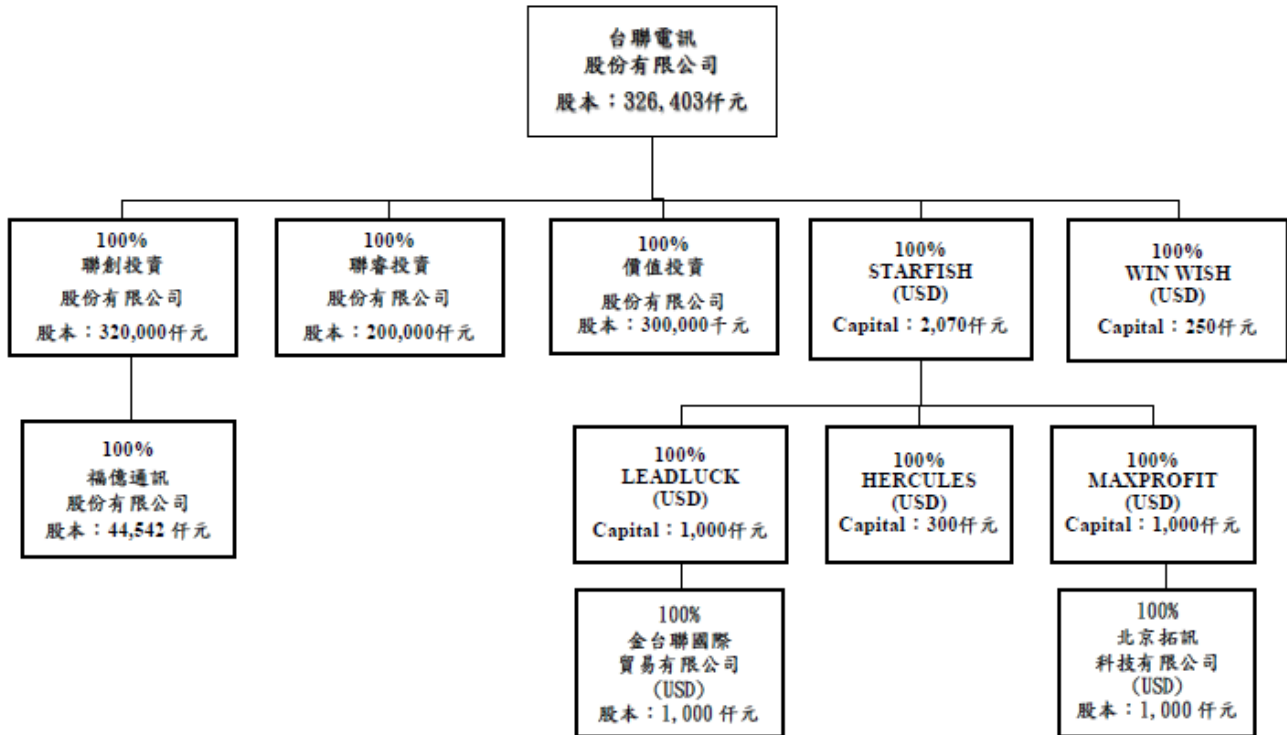 台聯電訊
股份有限公司
股本：326,403仟元
100%
聯創投資
股份有限公司
股本：320,000仟元
100%
聯睿投資
股份有限公司
股本：200,000仟元
100%
價值投資
股份有限公司
股本：300,000千元
100%
STARFISH
(USD)
Capital：2,070仟元
100%
WIN WISH
(USD)
Capital：250仟元
100%
福億通訊
股份有限公司
股本：44,542 仟元
100%
LEADLUCK
(USD)
Capital：1,000仟元
100%
HERCULES
(USD)
Capital：300仟元
100%
MAXPROFIT
(USD)
Capital：1,000仟元
100%
金台聯國際
貿易有限公司
(USD)
股本：1,000 仟元
100%
北京拓訊
科技有限公司
(USD)
股本：1,000 仟元